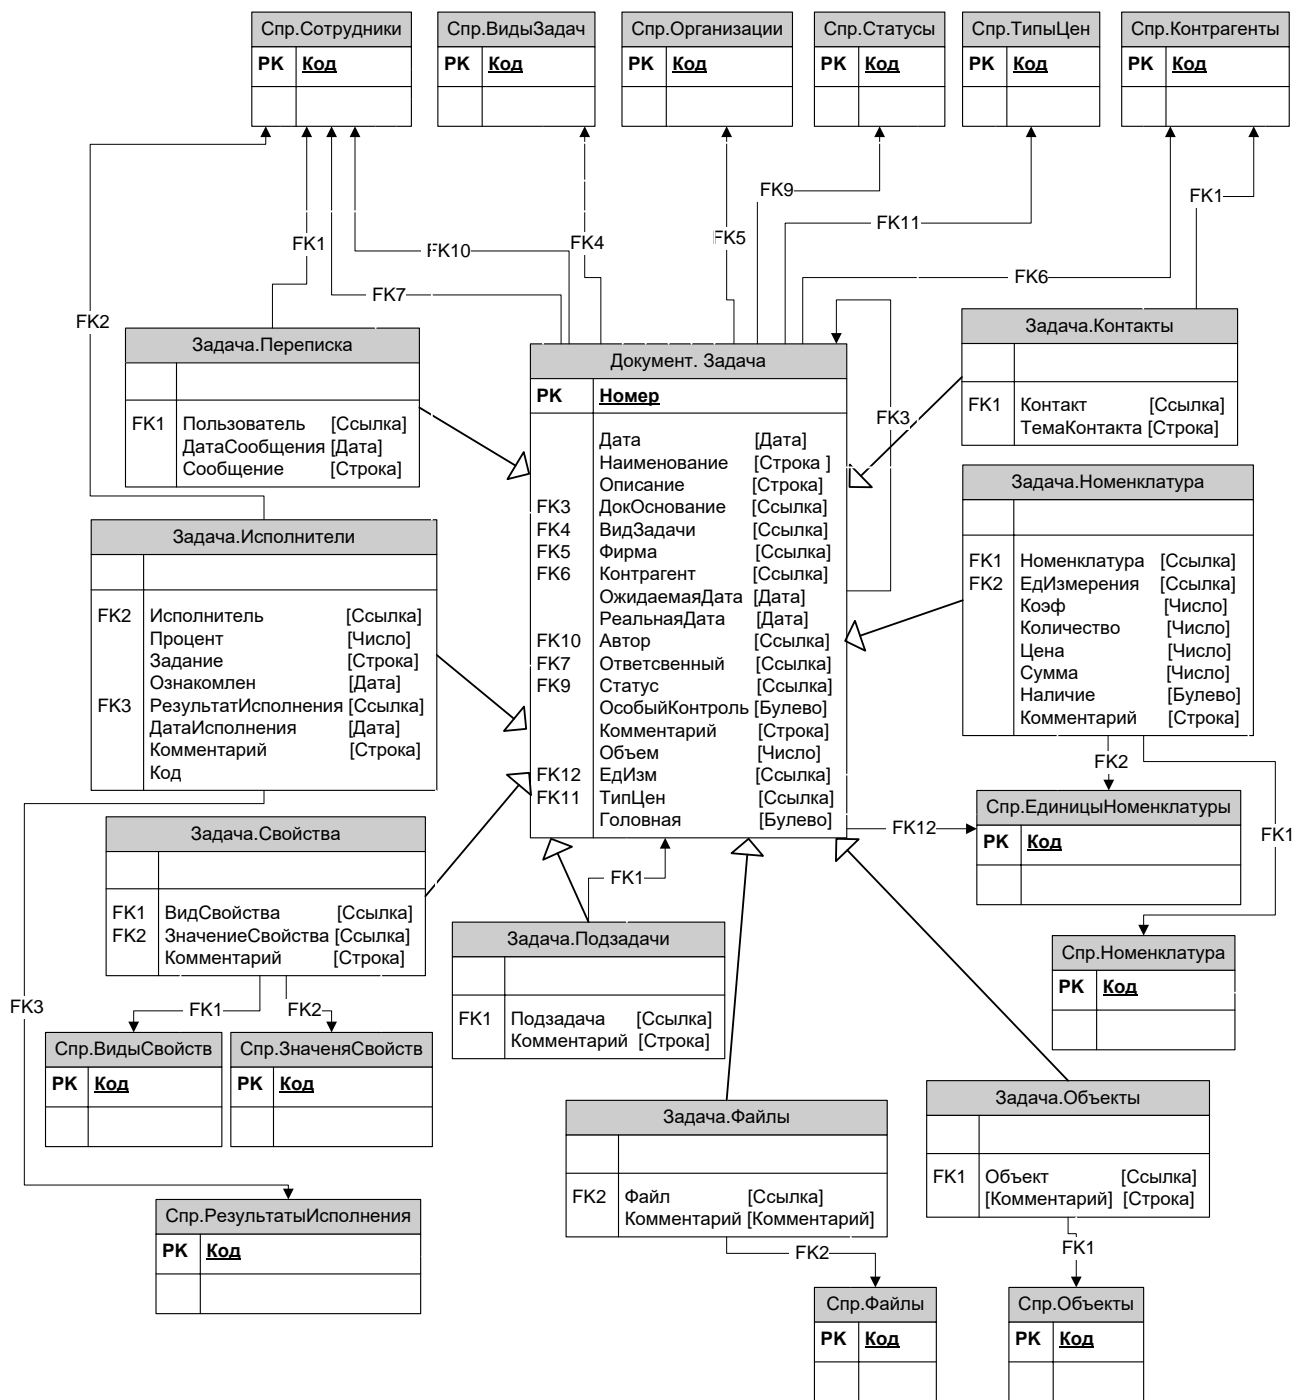 Спр.Сотрудники
PK Код
Спр.ВидыЗадач
PK Код
Спр.Организации
PK Код
Спр.Статусы
PK Код
Спр.ТипыЦен
PK Код
Спр.Контрагенты
PK Код
FK9
FK1
FK11
FK1
FK10
FK4
FK5
FK6
FK7
FK2
Задача.Переписка
FK1 Пользователь [Ссылка]
ДатаСообщения [Дата]
Сообщение [Строка]
Документ. Задача
PK Номер
Дата [Дата]
Наименование [Строка ]
Описание [Строка]
FK3 ДокОснование [Ссылка]
FK4 ВидЗадачи [Ссылка]
FK5 Фирма [Ссылка]
FK6 Контрагент [Ссылка]
ОжидаемаяДата [Дата]
РеальнаяДата [Дата]
FK10 Автор [Ссылка]
FK7 Ответсвенный [Ссылка]
FK9 Статус [Ссылка]
ОсобыйКонтроль [Булево]
Комментарий [Строка]
Объем [Число]
FK12 ЕдИзм [Ссылка]
FK11 ТипЦен [Ссылка]
Головная [Булево]
FK3
Задача.Контакты
FK1 Контакт [Ссылка]
ТемаКонтакта [Строка]
Задача.Номенклатура
FK1 Номенклатура [Ссылка]
FK2 ЕдИзмерения [Ссылка]
Коэф [Число]
Количество [Число]
Цена [Число]
Сумма [Число]
Наличие [Булево]
Комментарий [Строка]
Задача.Исполнители
FK2 Исполнитель [Ссылка]
Процент [Число]
Задание [Строка]
Ознакомлен [Дата]
FK3 РезультатИсполнения [Ссылка]
ДатаИсполнения [Дата]
Комментарий [Строка]
Код
FK2
Спр.ЕдиницыНоменклатуры
PK Код
FK12
FK1
Задача.Свойства
FK1 ВидСвойства [Ссылка]
FK2 ЗначениеСвойства [Ссылка]
Комментарий [Строка]
FK1
Задача.Подзадачи
FK1 Подзадача [Ссылка]
Комментарий [Строка]
Спр.Номенклатура
PK Код
FK3
FK1
FK2
Спр.ВидыСвойств
PK Код
Спр.ЗначеняСвойств
PK Код
Задача.Файлы
FK2 Файл [Ссылка]
Комментарий [Комментарий]
Задача.Объекты
FK1 Объект [Ссылка]
[Комментарий] [Строка]
Спр.РезультатыИсполнения
PK Код
FK2
FK1
Спр.Файлы
PK Код
Спр.Объекты
PK Код